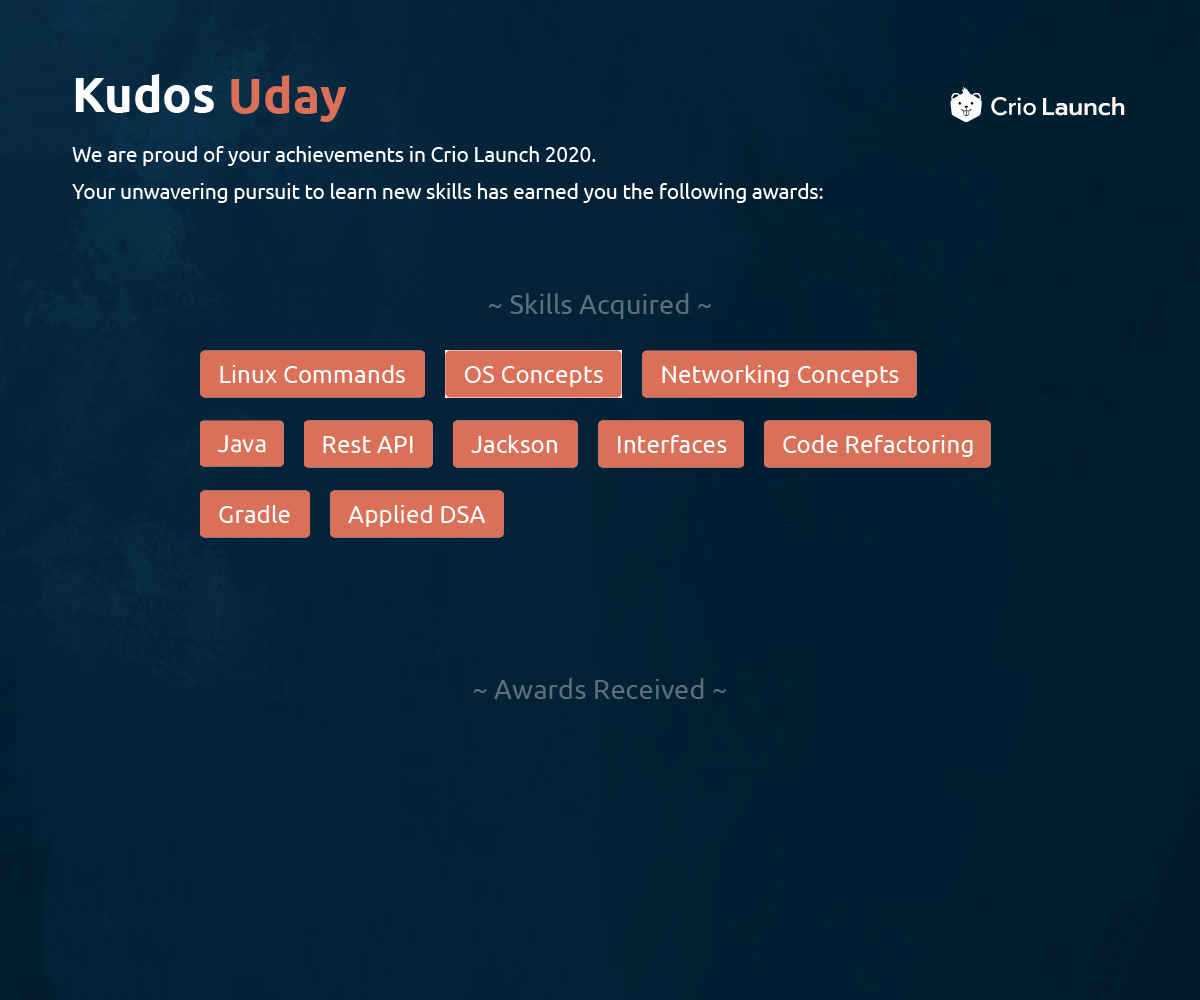 Kudos Uday
Crio Launch
We are proud of your achievements in Crio Launch 2020.
Your unwavering pursuit to learn new skills has earned you the following awards:
~ Skills Acquired ~
Linux Commands OS Concepts Networking Concepts
Java Rest API Jackson Interfaces Code Refactoring
Gradle Applied DSA
~ Awards Received ~